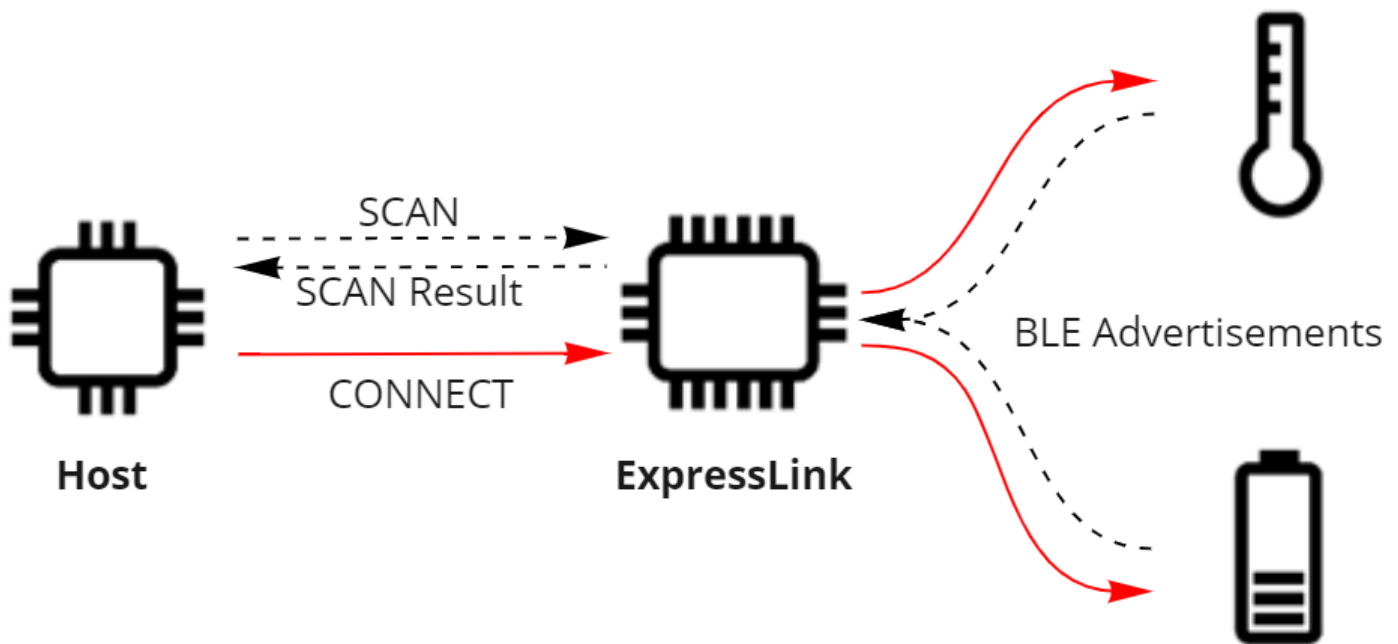 SCAN
SCAN Result
CONNECT
Host
ExpressLink
BLE Advertisements